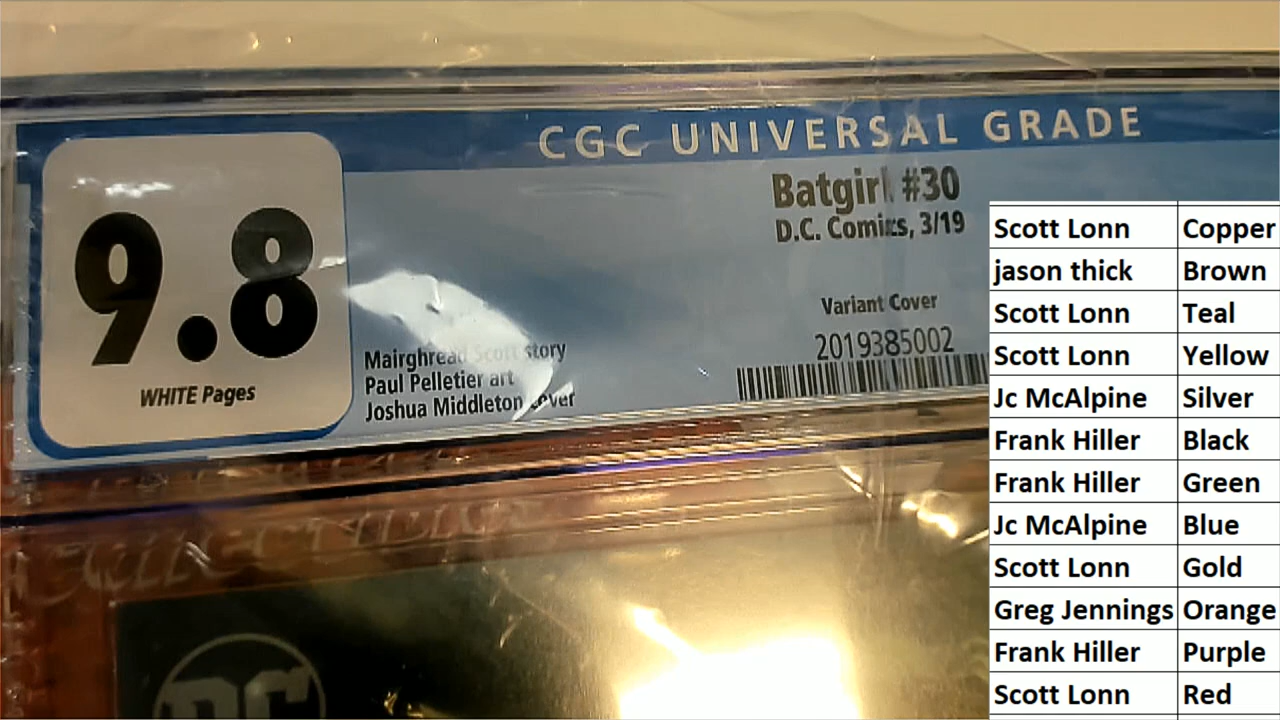 CGC UNIVERSAL GRADE
9.8
WHITE Pages
Batgirl #30
D.C. Comics, 3/19
Variant Cover
2019385002
Mairghread Scott story
Paul Pelletier art
Joshua Middleton cover
DC
Scott Lonn Copper
jason thick Brown
Scott Lonn Teal
Scott Lonn Yellow
Jc McAlpine Silver
Frank Hiller Black
Frank Hiller Green
Jc McAlpine Blue
Scott Lonn Gold
Greg Jennings Orange
Frank Hiller Purple
Scott Lonn Red